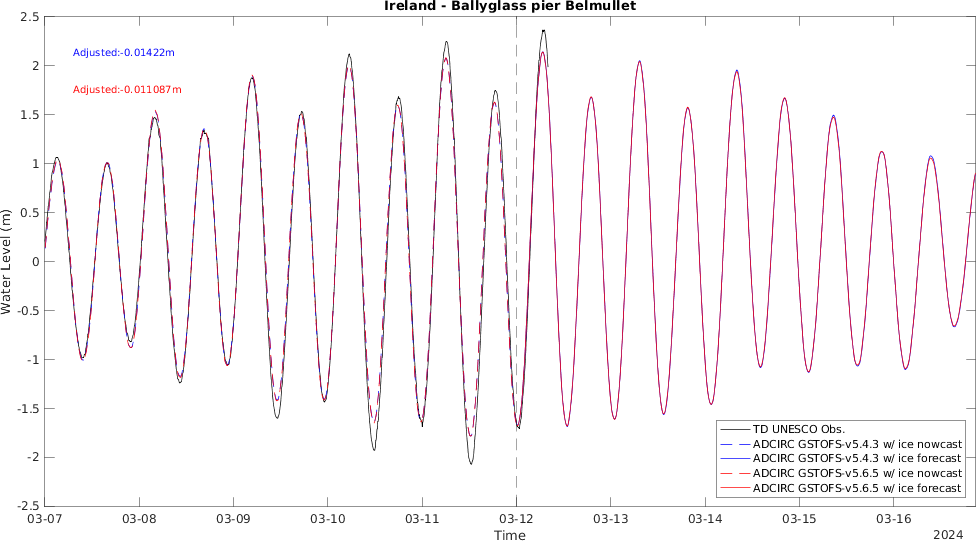 Ireland - Ballyglass pier Belmullet
2.5
2
1.5
1
0.5
0
-0.5
-1
-1.5
-2
-2.5
Water Level (m)
Adjusted:-0.01422m
Adjusted:-0.011087m
TD UNESCO Obs.
ADCIRC GSTOFS-v5.4.3 w/ ice nowcast
ADCIRC GSTOFS-v5.4.3 w/ ice forecast
ADCIRC GSTOFS-v5.6.5 w/ ice nowcast
ADCIRC GSTOFS-v5.6.5 w/ ice forecast
03-07 03-08 03-09 03-10 03-11 03-12 03-13 03-14 03-15 03-16
Time
2024